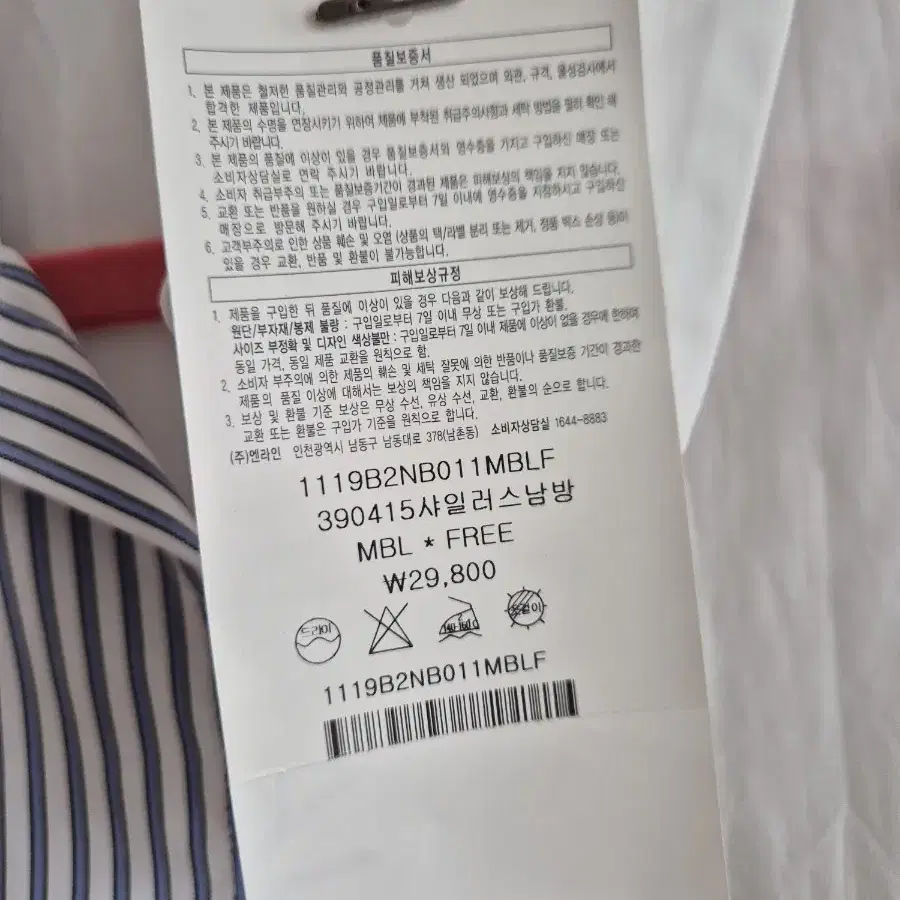 품질보증서
1. 본 제품은 철저한 품질관리와 공정관리를 거쳐 생산 되었으며 외관, 규격, 물성검사에서
합격한 제품입니다.
2. 본 제품의 수명을 연장시키기 위하여 제품에 부착된 취급주의사항과 세탁 방법을 필히 확인 해
주시기 바랍니다.
3. 본 제품의 품질에 이상이 있을 경우 품질보증서와 영수증을 가지고 구입하신 매장 또는
소비자상담실로 연락 주시기 바랍니다.
4. 소비자 취급부주의 또는 품질보증기간이 경과된 제품은 피해보상의 책임을 지지 않습니다.
5. 교환 또는 반품을 원하실 경우 구입일로부터 7일 이내에 영수증을 지참하시고 구입하신
매장으로 방문해 주시기 바랍니다.
6. 고객부주의로 인한 상품 훼손 및 오염 (상품의 택/라벨 분리 또는 제거, 정품 박스 손상 등)이
있을 경우 교환, 반품 및 환불이 불가능합니다.
피해보상규정
1. 제품을 구입한 뒤 품질에 이상이 있을 경우 다음과 같이 보상해 드립니다.
원단/부자재/봉제 불량 : 구입일로부터 7일 이내 무상 또는 구입가 환불
사이즈 부정확 및 디자인 색상불만 : 구입일로부터 7일 이내 제품에 이상이 없을 경우에 한하여
동일 가격, 동일 제품 교환을 원칙으로 함.
2. 소비자 부주의에 의한 제품의 훼손 및 세탁 잘못에 의한 반품이나 품질보증 기간이 경과한
제품의 품질 이상에 대해서는 보상의 책임을 지지 않습니다.
3. 보상 및 환불 기준 보상은 무상 수선, 유상 수선, 교환, 환불의 순으로 합니다.
교환 또는 환불은 구입가 기준을 원칙으로 합니다.
(주)멘라인 인천광역시 남동구 남동대로 378(남촌동) 소비자상담실 1644-8883
1119B2NB011MBLF
390415샤일러스남방
MBL * FREE
₩29,800
드라이
140-160℃
1119B2NB011MBLF